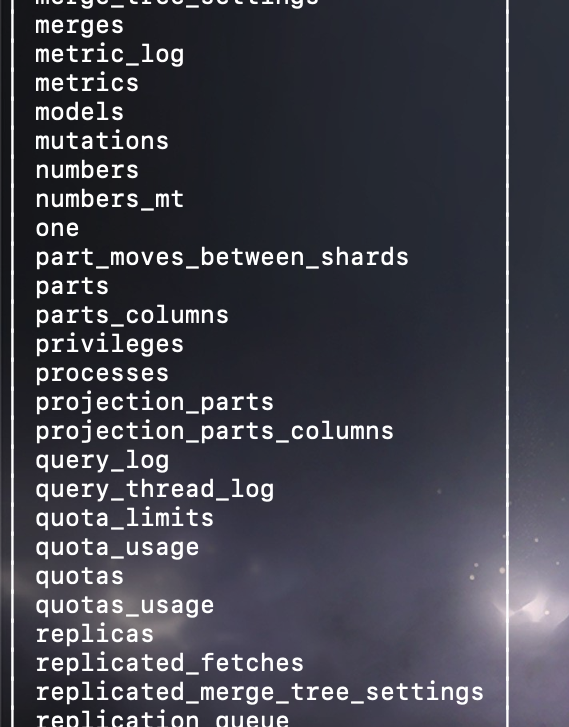 merge_tree_settings
merges
metric_log
metrics
models
mutations
numbers
numbers_mt
one
part_moves_between_shards
parts
parts_columns
privileges
processes
projection_parts
projection_parts_columns
query_log
query_thread_log
quota_limits
quota_usage
quotas
quotas_usage
replicas
replicated_fetches
replicated_merge_tree_settings
replication_queue